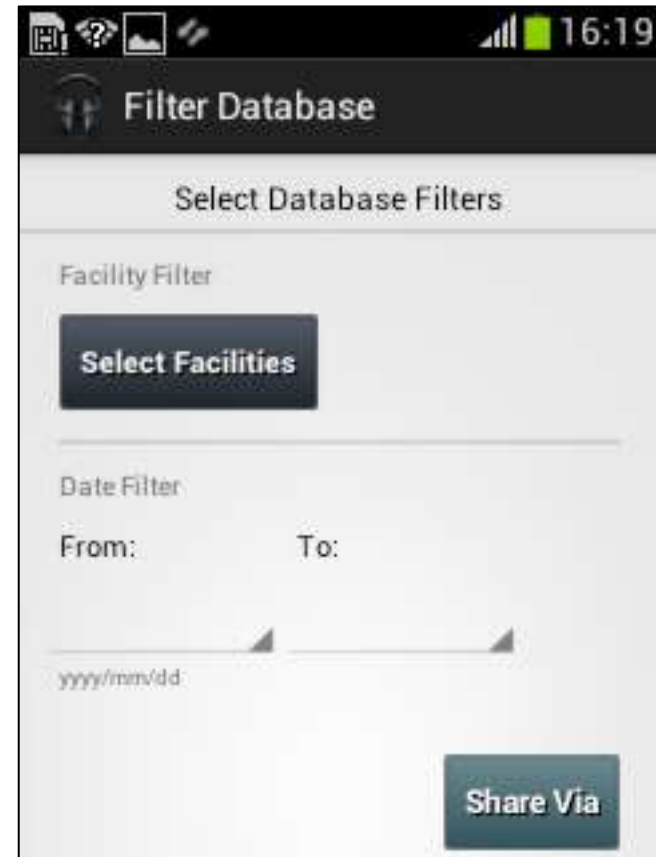 16:19
Filter Database
Select Database Filters
Facility Filter
Select Facilities
Date Filter
From: To:
yyyy/mm/dd
Share Via